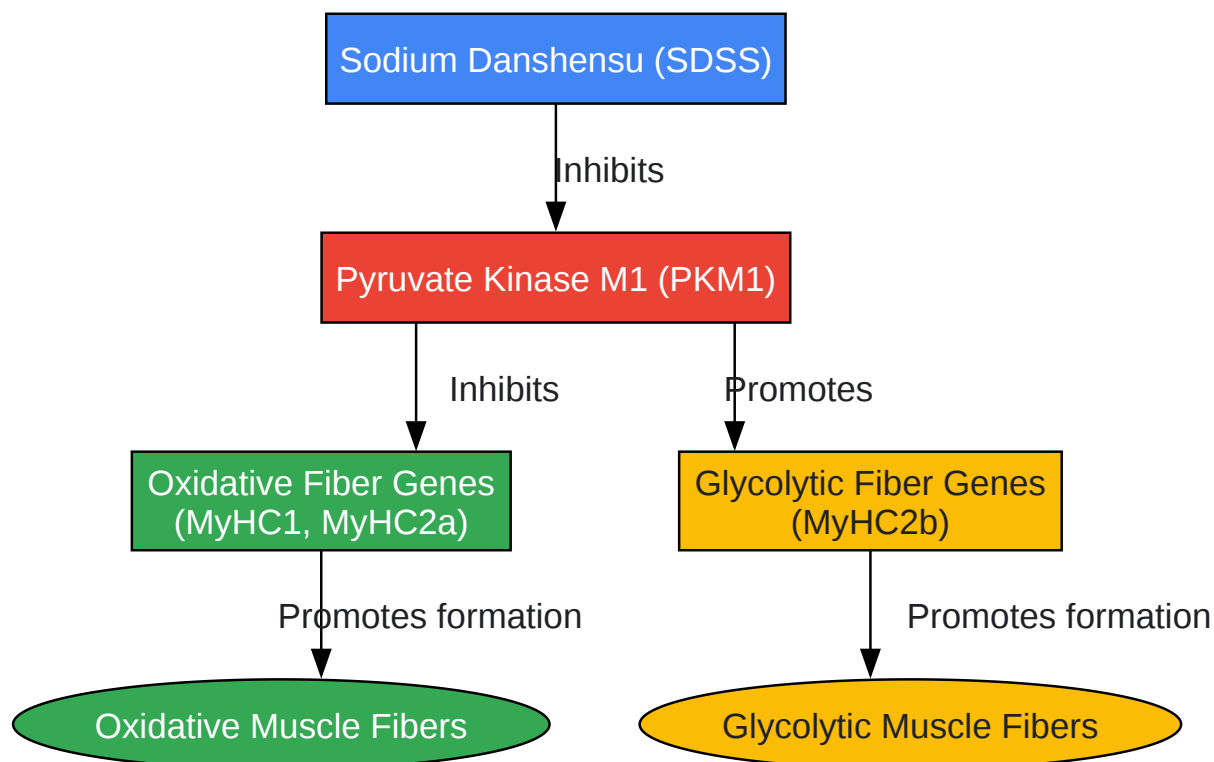 Sodium Danshensu (SDSS)
Inhibits
Pyruvate Kinase M1 (PKM1)
Inhibits
Promotes
Oxidative Fiber Genes
(MyHC1, MyHC2a)
Glycolytic Fiber Genes
(MyHC2b)
Promotes formation
Promotes formation
Oxidative Muscle Fibers
Glycolytic Muscle Fibers